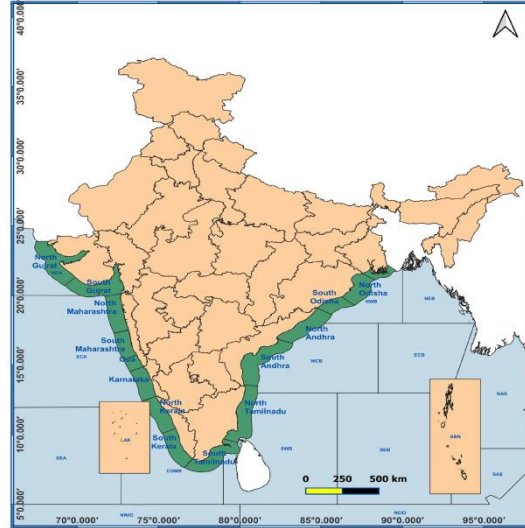 40°0.000'
35°0.000'
30°0.000'
25°0.000'
20°0.000'
15°0.000'
10°0.000'
5°0.000'
North
Gujrat
South
Gujrat
North
Maharashtra
South
Maharashtra
Goa
Karnataka
North
Kerala
South
Kerala
South
Tamilnadu
North
Tamilnadu
South
Andhra
North
Andhra
South
Odisha
North
Odisha
NWB
NEB
WCB
ECB
ECA
SEA
LAK
COMR
SWB
SEB
A&N
NAS
SAS
0 250 500 km
70°0.000' 75°0.000' 80°0.000' 85°0.000' 90°0.000' 95°0.000'